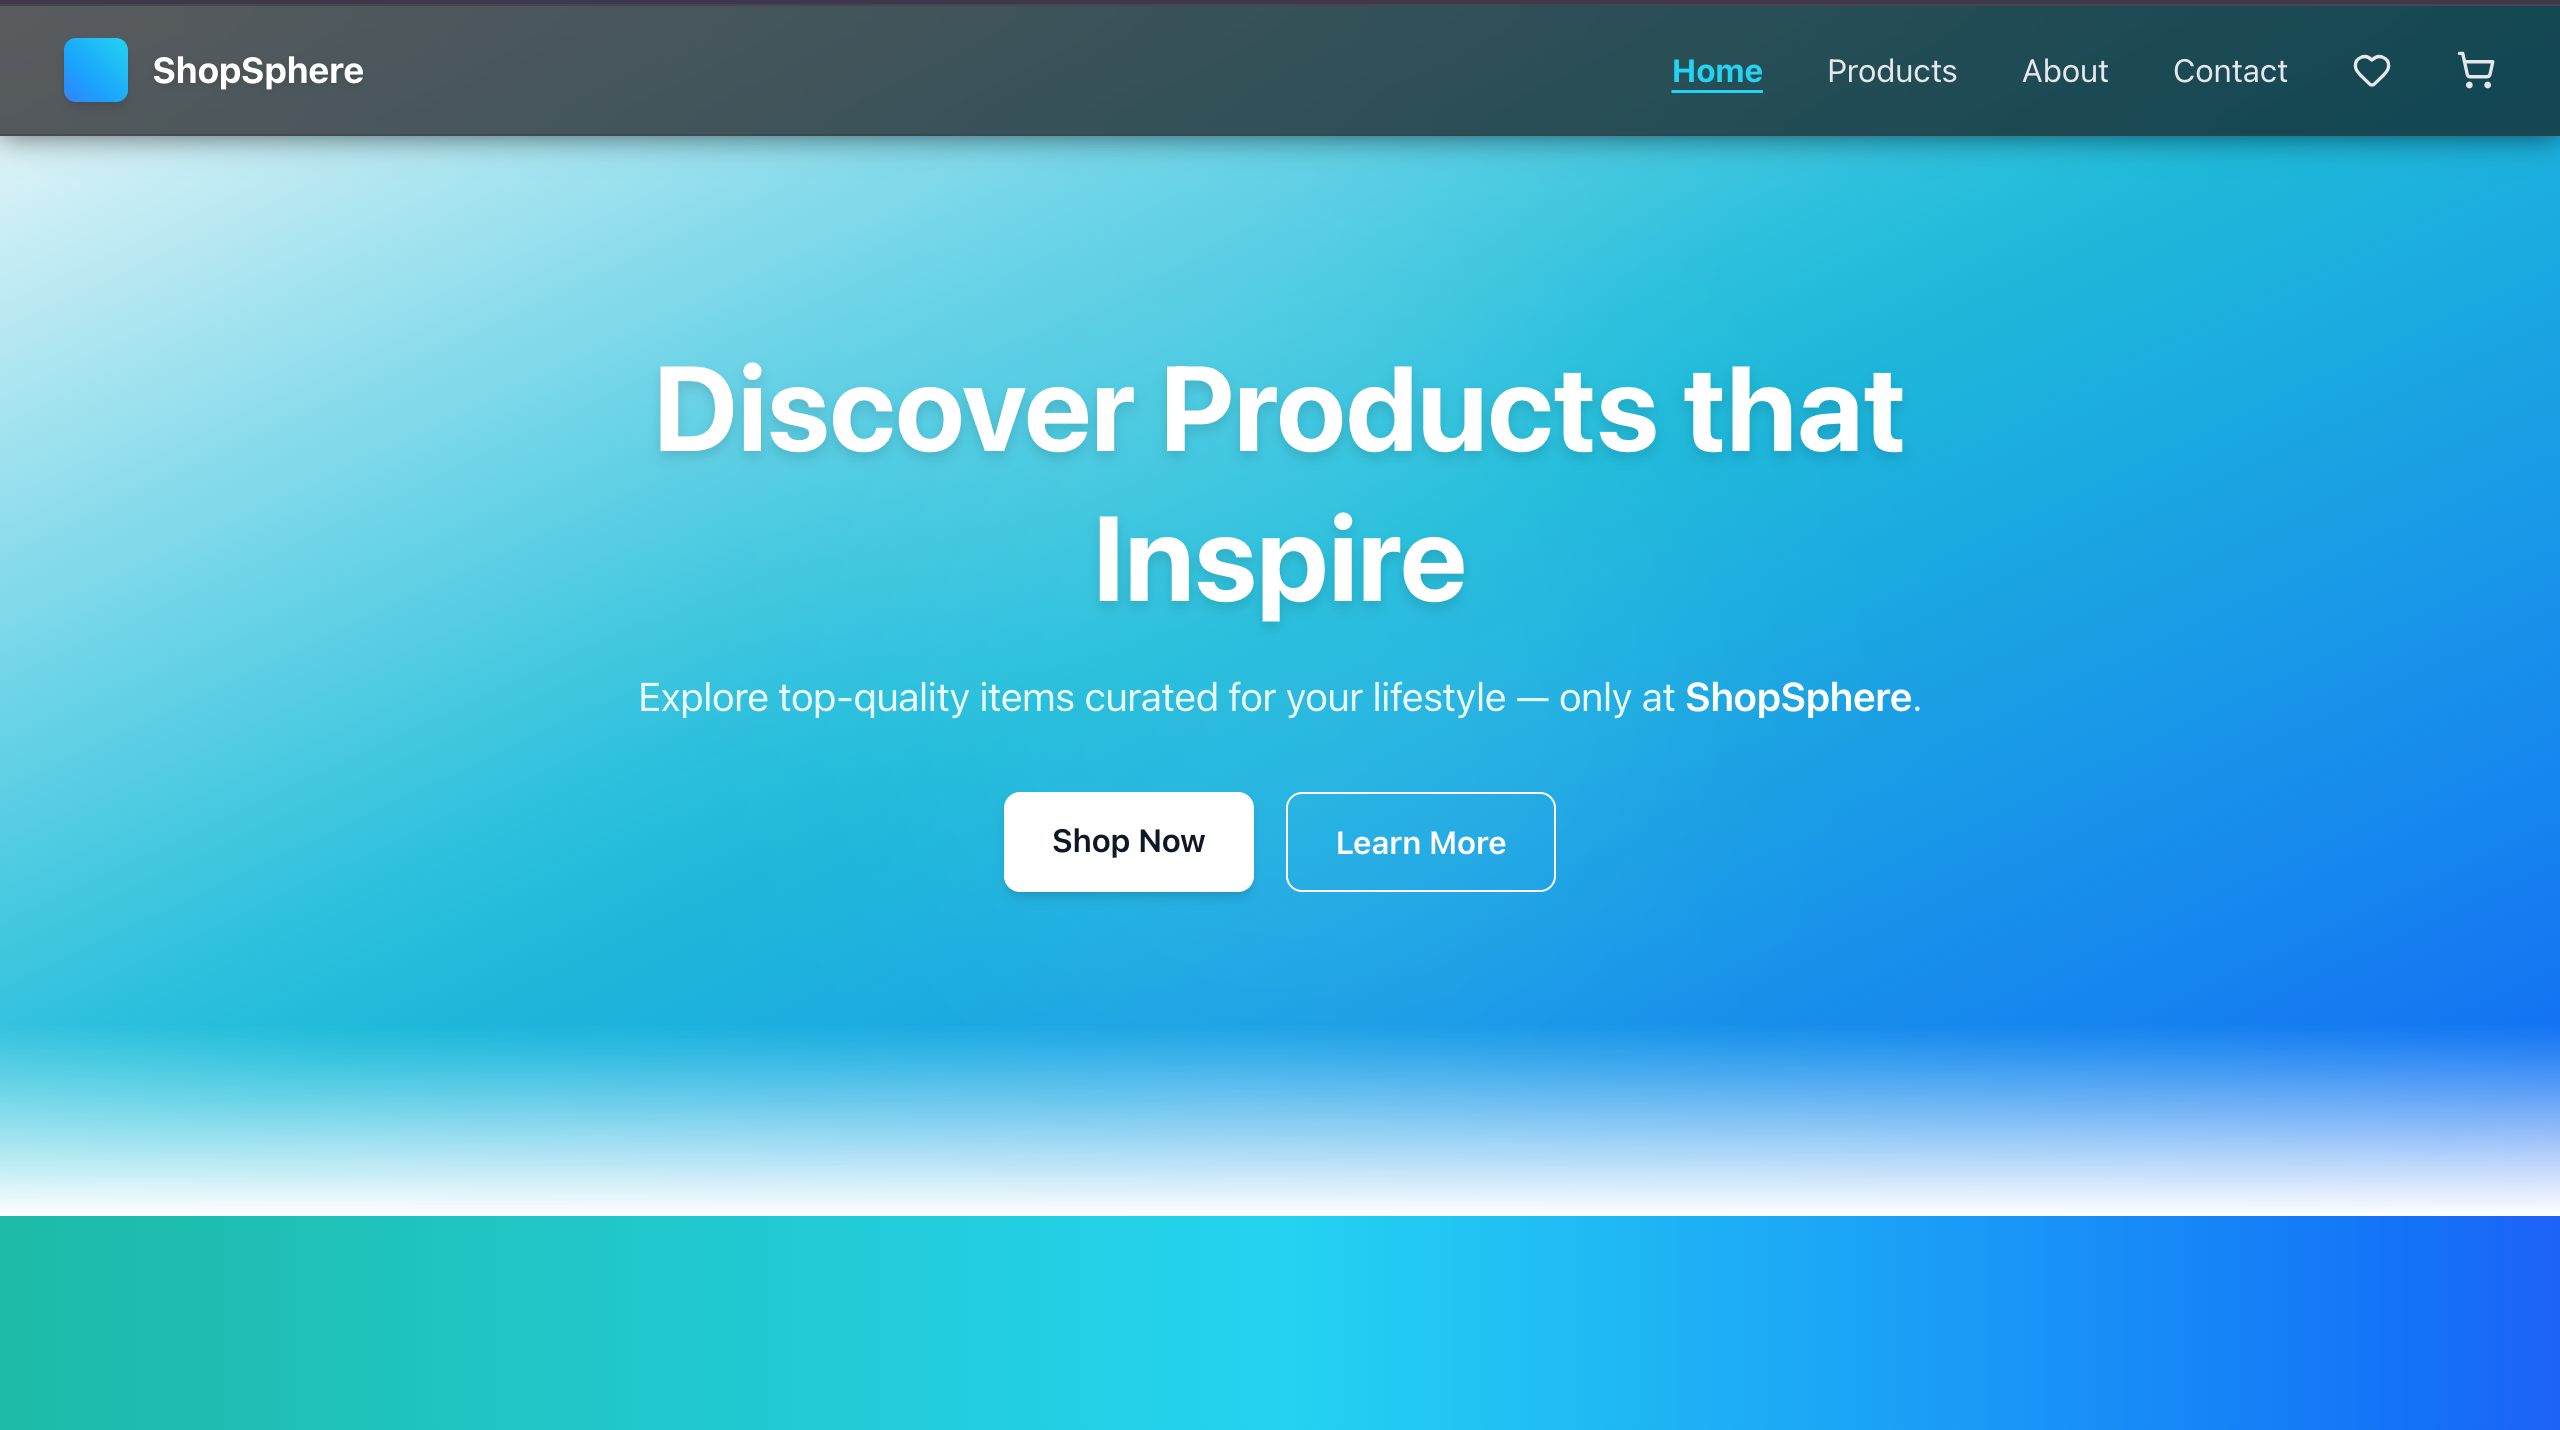 ShopSphere
Home Products About Contact
Discover Products that
Inspire
Explore top-quality items curated for your lifestyle — only at ShopSphere.
Shop Now
Learn More